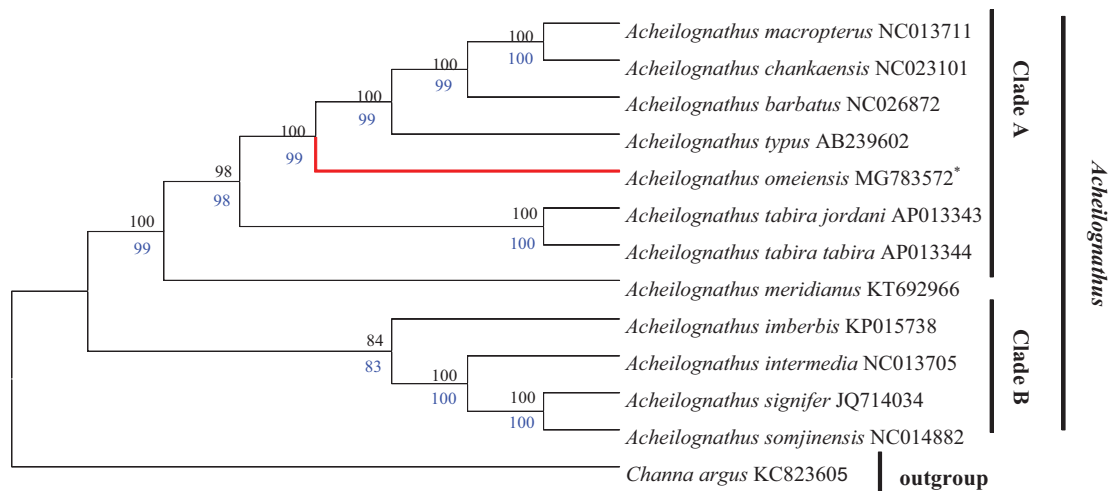 Acheilognathus macropterus NC013711
Acheilognathus chankaensis NC023101
Acheilognathus barbatus NC026872
Acheilognathus typus AB239602
Acheilognathus omeiensis MG783572*
Acheilognathus tabira jordani AP013343
Acheilognathus tabira tabira AP013344
Acheilognathus meridianus KT692966
Acheilognathus imberbis KP015738
Acheilognathus intermedia NC013705
Acheilognathus signifer JQ714034
Acheilognathus somjinensis NC014882
Channa argus KC823605
100
100
100
99
100
99
100
99
98
98
100
100
100
99
84
83
100
100
100
100
Clade A
Clade B
Acheilognathus
outgroup